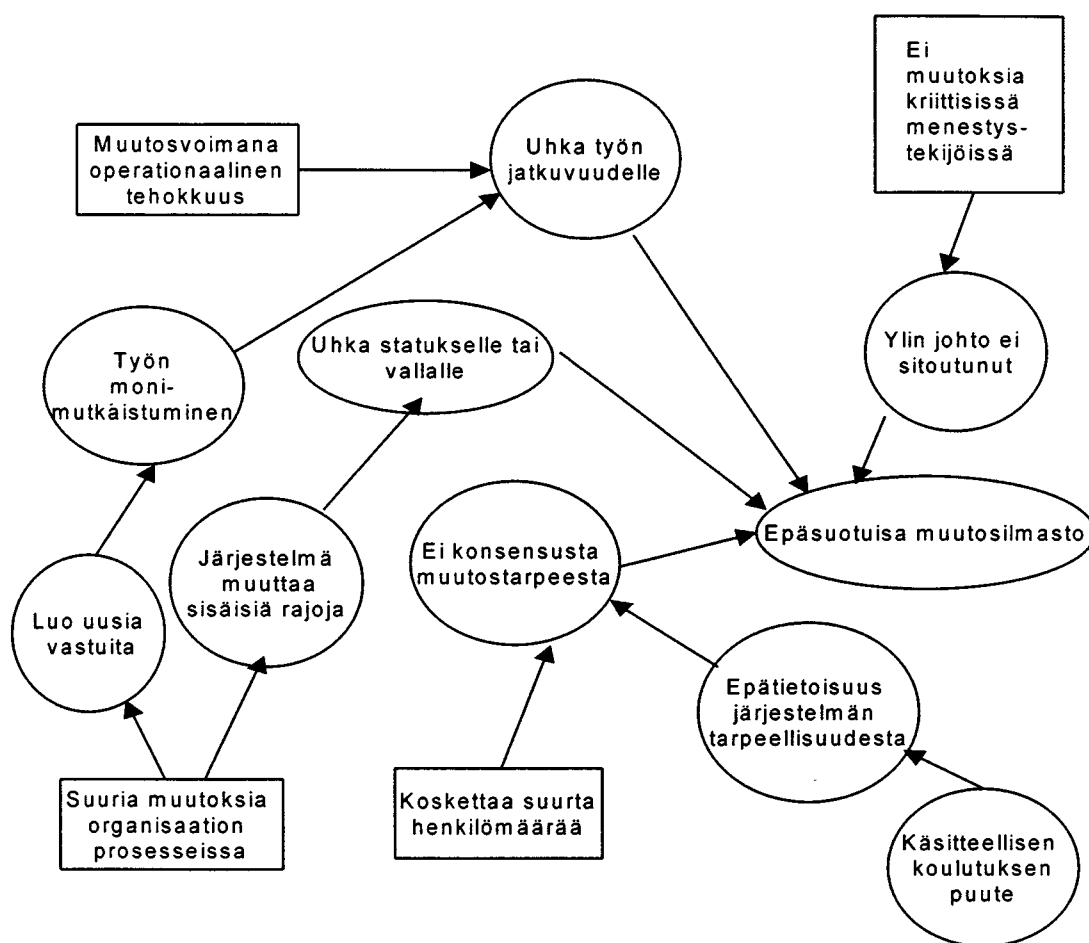 Ei
muutoksia
kriittisissä
menestys-
tekijöissä
Muutosvoimana
operationaalinen
tehokkuus
Uhka työn
jatkuvuudelle
Uhka statukselle tai
vallalle
Ylin johto ei
sitoutunut
Työn
moni-
mutkaistuminen
Epäsuotuisa muutosilmasto
Ei konsensusta
muutostarpeesta
Järjestelmä
muuttaa
sisäisiä rajoja
Luo uusia
vastuita
Epätietoisuus
järjestelmän
tarpeellisuudesta
Suuria muutoksia
organisaation
prosesseissa
Koskettaa suurta
henkilömäärää
Käsitteellisen
koulutuksen
puute